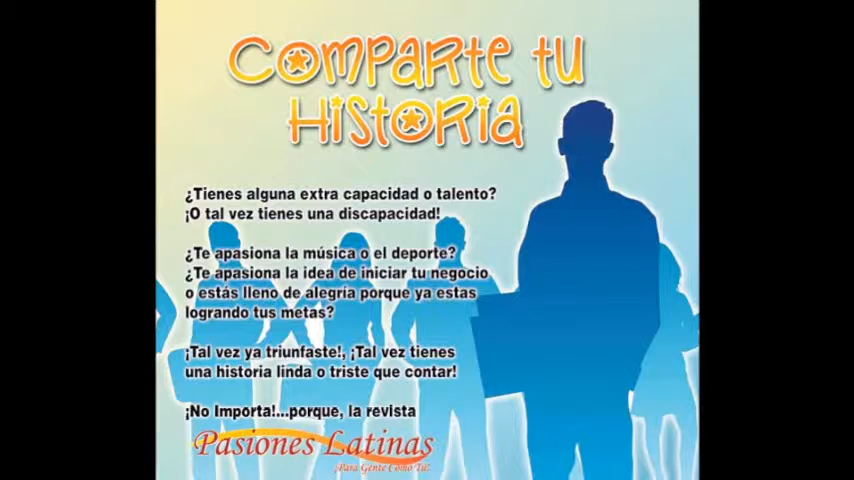 Comparte tu
Historia
¿Tienes alguna extra capacidad o talento?
¡O tal vez tienes una discapacidad!
¿Te apasiona la música o el deporte?
¿Te apasiona la idea de iniciar tu negocio
o estás lleno de alegría porque ya estas
logrando tus metas?
¡Tal vez ya triunfaste!, ¡Tal vez tienes
una historia linda o triste que contar!
¡No Importa!...porque, la revista
Pasiones Latinas
¡Para Gente Como Tú!